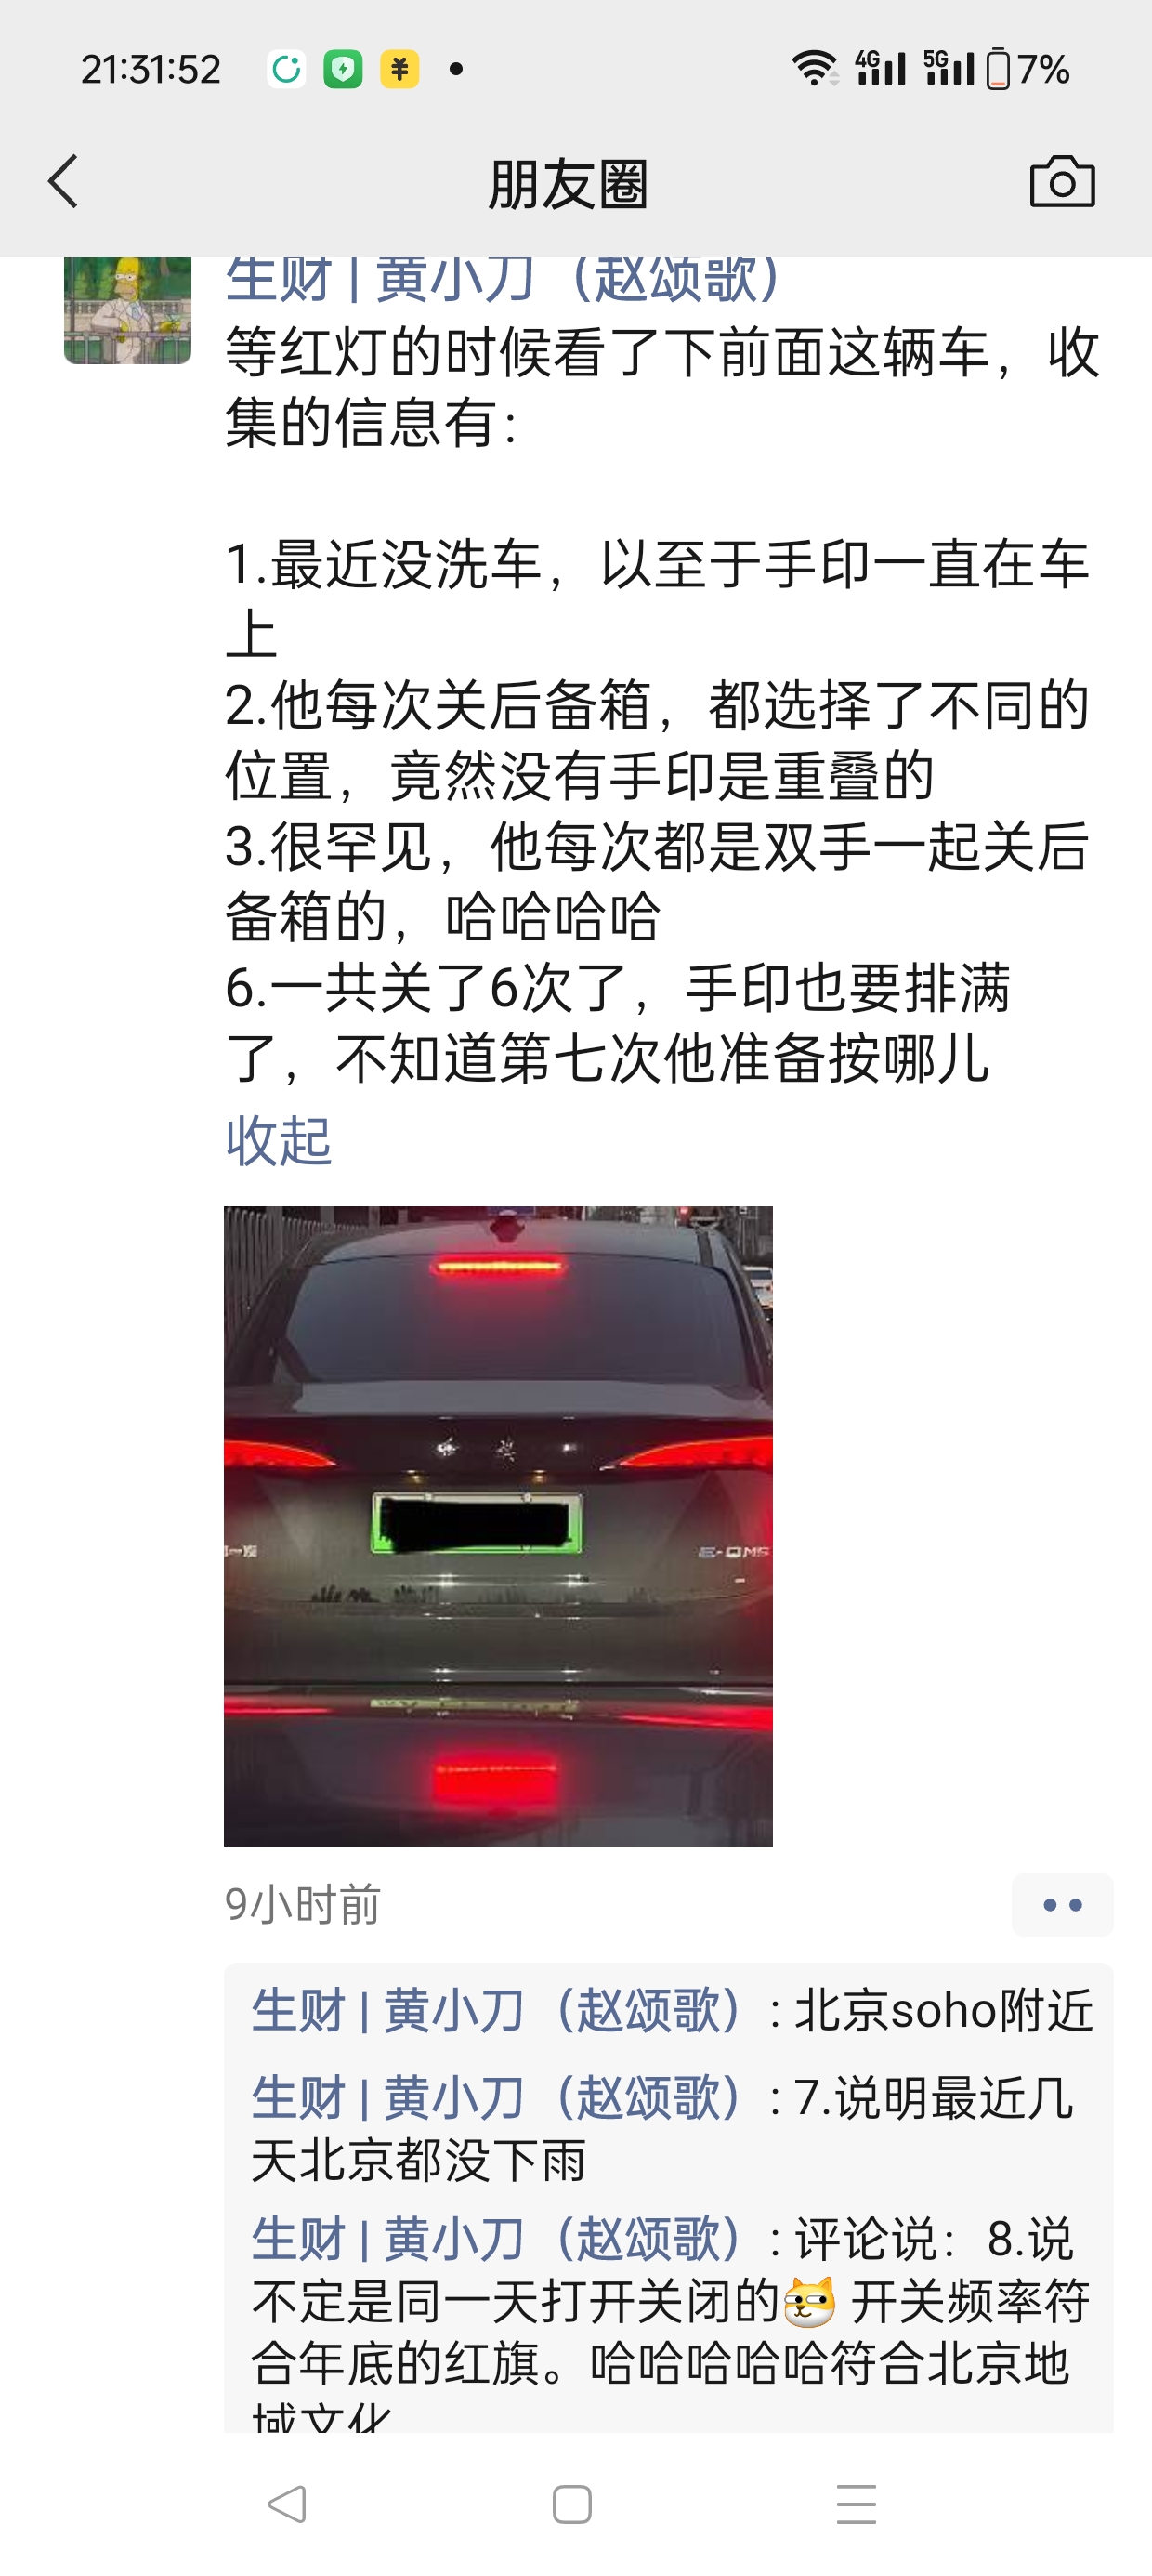 21:31:52
4G
5G
7%
朋友圈
生财 | 黄小刀（赵颂歌）
等红灯的时候看了下前面这辆车，收
集的信息有：
1.最近没洗车，以至于手印一直在车
上
2.他每次关后备箱，都选择了不同的
位置，竟然没有手印是重叠的
3.很罕见，他每次都是双手一起关后
备箱的，哈哈哈哈
6.一共关了6次了，手印也要排满
了，不知道第七次他准备按哪儿
收起
E-QM5
9小时前
生财 | 黄小刀（赵颂歌）: 北京soho附近
生财 | 黄小刀（赵颂歌）: 7.说明最近几
天北京都没下雨
生财 | 黄小刀（赵颂歌）: 评论说：8.说
不定是同一天打开关闭的 开关频率符
合年底的红旗。哈哈哈哈哈符合北京地
域文化